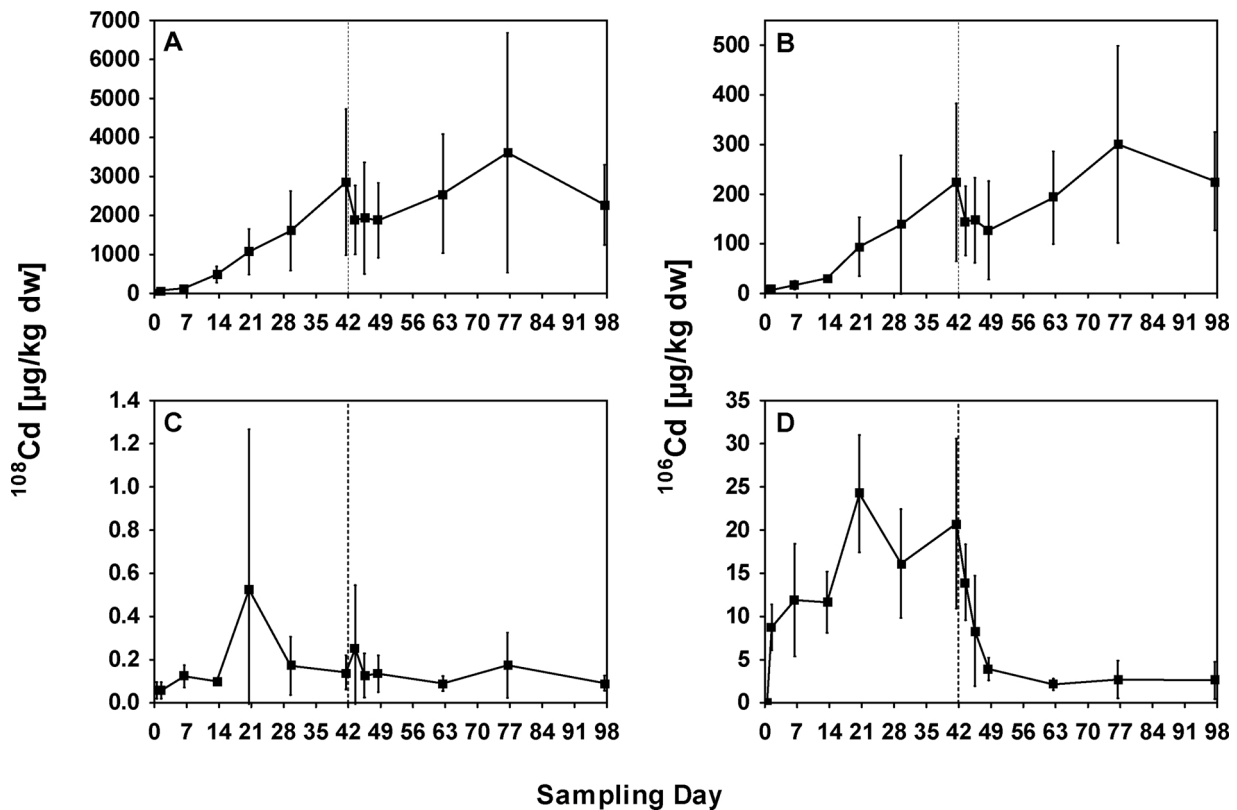 A
7000
6000
5000
4000
3000
2000
1000
0
0 7 14 21 28 35 42 49 56 63 70 77 84 91 98
B
500
400
300
200
100
0
0 7 14 21 28 35 42 49 56 63 70 77 84 91 98
¹⁰⁸Cd [µg/kg dw]
¹⁰⁶Cd [µg/kg dw]
C
1.4
1.2
1.0
0.8
0.6
0.4
0.2
0.0
0 7 14 21 28 35 42 49 56 63 70 77 84 91 98
D
35
30
25
20
15
10
5
0
0 7 14 21 28 35 42 49 56 63 70 77 84 91 98
Sampling Day